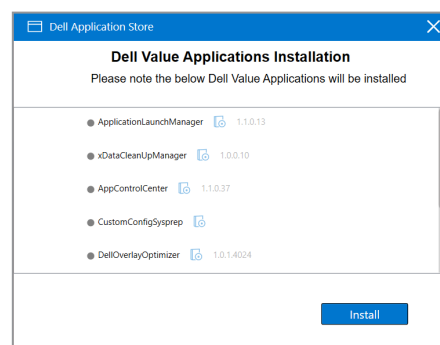 Dell Application Store
Dell Value Applications Installation
Please note the below Dell Value Applications will be installed
ApplicationLaunchManager 1.1.0.13
xDataCleanUpManager 1.0.0.10
AppControlCenter 1.1.0.37
CustomConfigSysprep
DellOverlayOptimizer 1.0.1.4024
Install